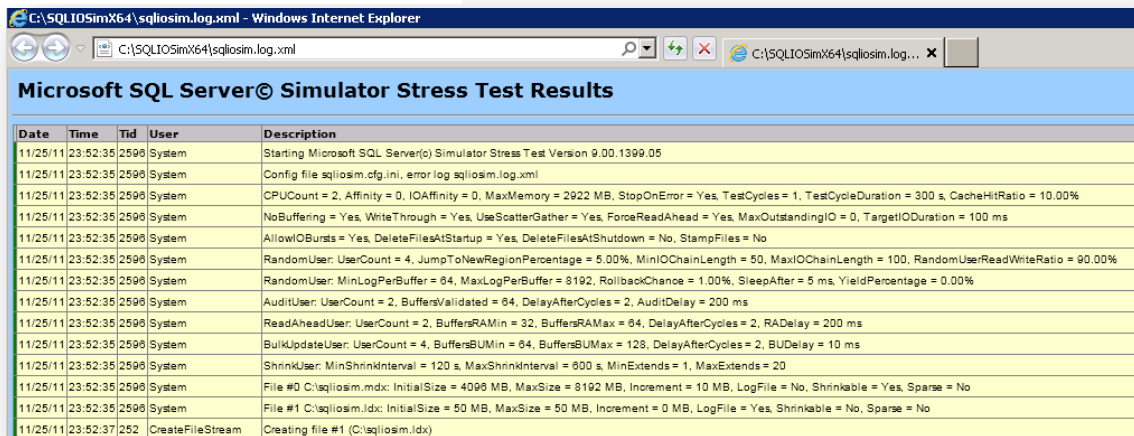 C:\SQLIOSimX64\sqliosim.log.xml - Windows Internet Explorer
C:\SQLIOSimX64\sqliosim.log.xml
C:\SQLIOSimX64\sqliosim.log...
Microsoft SQL Server© Simulator Stress Test Results
Date Time Tid User Description
11/25/11 23:52:35 2596 System Starting Microsoft SQL Server(c) Simulator Stress Test Version 9.00.1399.05
11/25/11 23:52:35 2596 System Config file sqliosim.cfg.ini, error log sqliosim.log.xml
11/25/11 23:52:35 2596 System CPUCount = 2, Affinity = 0, IOAffinity = 0, MaxMemory = 2922 MB, StopOnError = Yes, TestCycles = 1, TestCycleDuration = 300 s, CacheHitRatio = 10.00%
11/25/11 23:52:35 2596 System NoBuffering = Yes, WriteThrough = Yes, UseScatterGather = Yes, ForceReadAhead = Yes, MaxOutstandingIO = 0, TargetIODuration = 100 ms
11/25/11 23:52:35 2596 System AllowIOBursts = Yes, DeleteFilesAtStartup = Yes, DeleteFilesAtShutdown = No, StampFiles = No
11/25/11 23:52:35 2596 System RandomUser: UserCount = 4, JumpToNewRegionPercentage = 5.00%, MinIOChainLength = 50, MaxIOChainLength = 100, RandomUserReadWriteRatio = 90.00%
11/25/11 23:52:35 2596 System RandomUser: MinLogPerBuffer = 64, MaxLogPerBuffer = 8192, RollbackChance = 1.00%, SleepAfter = 5 ms, YieldPercentage = 0.00%
11/25/11 23:52:35 2596 System AuditUser: UserCount = 2, BuffersValidated = 64, DelayAfterCycles = 2, AuditDelay = 200 ms
11/25/11 23:52:35 2596 System ReadAheadUser: UserCount = 2, BuffersRAMin = 32, BuffersRAMax = 64, DelayAfterCycles = 2, RADelay = 200 ms
11/25/11 23:52:35 2596 System BulkUpdateUser: UserCount = 4, BuffersBUMin = 64, BuffersBUMax = 128, DelayAfterCycles = 2, BUDelay = 10 ms
11/25/11 23:52:35 2596 System ShrinkUser: MinShrinkInterval = 120 s, MaxShrinkInterval = 600 s, MinExtends = 1, MaxExtends = 20
11/25/11 23:52:35 2596 System File #0 C:\sqliosim.mdx: InitialSize = 4096 MB, MaxSize = 8192 MB, Increment = 10 MB, LogFile = No, Shrinkable = Yes, Sparse = No
11/25/11 23:52:35 2596 System File #1 C:\sqliosim.ldx: InitialSize = 50 MB, MaxSize = 50 MB, Increment = 0 MB, LogFile = Yes, Shrinkable = No, Sparse = No
11/25/11 23:52:37 252 CreateFileStream Creating file #1 (C:\sqliosim.ldx)